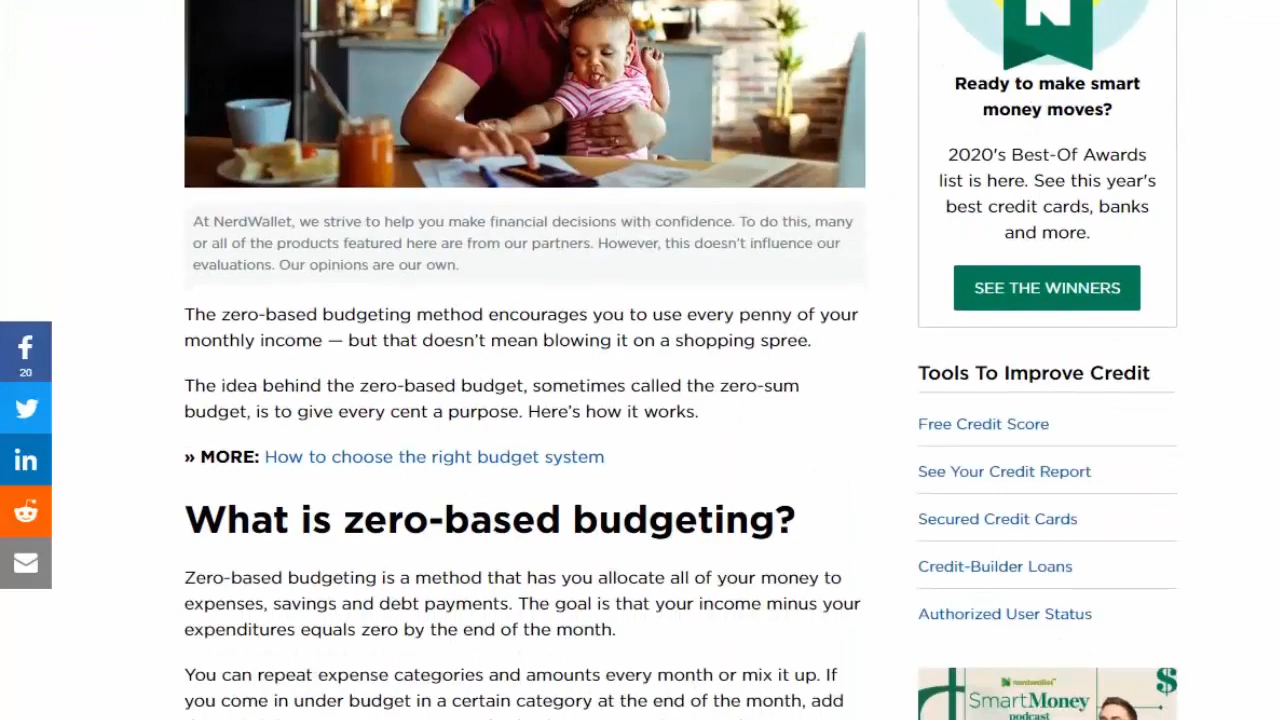 N
Ready to make smart
money moves?
2020's Best-Of Awards
list is here. See this year's
best credit cards, banks
and more.
SEE THE WINNERS
At NerdWallet, we strive to help you make financial decisions with confidence. To do this, many
or all of the products featured here are from our partners. However, this doesn't influence our
evaluations. Our opinions are our own.
The zero-based budgeting method encourages you to use every penny of your
monthly income — but that doesn't mean blowing it on a shopping spree.
The idea behind the zero-based budget, sometimes called the zero-sum
budget, is to give every cent a purpose. Here's how it works.
» MORE: How to choose the right budget system
What is zero-based budgeting?
Zero-based budgeting is a method that has you allocate all of your money to
expenses, savings and debt payments. The goal is that your income minus your
expenditures equals zero by the end of the month.
You can repeat expense categories and amounts every month or mix it up. If
you come in under budget in a certain category at the end of the month, add
f
20
in
Tools To Improve Credit
Free Credit Score
See Your Credit Report
Secured Credit Cards
Credit-Builder Loans
Authorized User Status
nerdwallet
$
SmartMoney
podcast